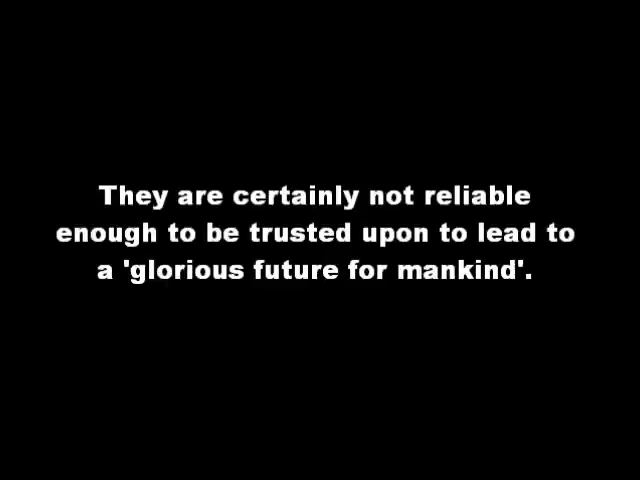 They are certainly not reliable
enough to be trusted upon to lead to
a 'glorious future for mankind'.